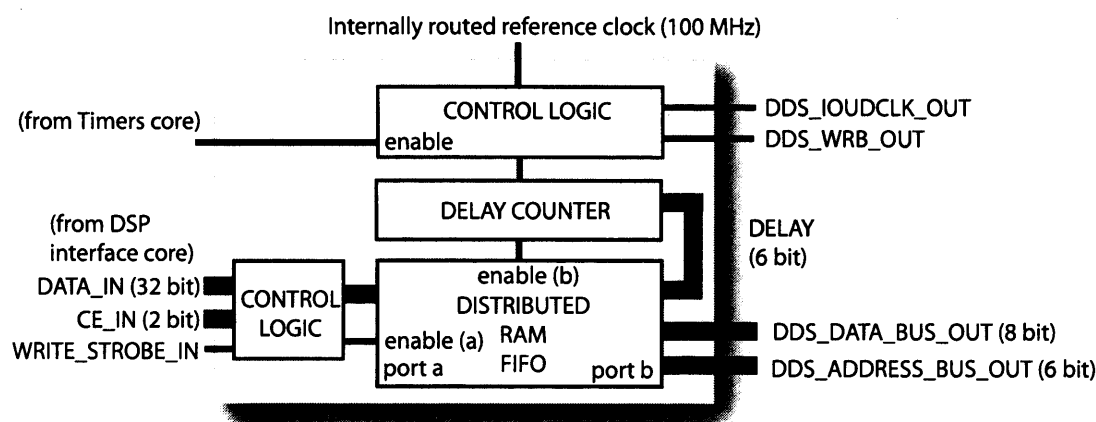 Internally routed reference clock (100 MHz)
CONTROL LOGIC
enable
(from Timers core)
DDS_IOUDCLK_OUT
DDS_WRB_OUT
DELAY COUNTER
DELAY
(6 bit)
(from DSP
interface core)
DATA_IN (32 bit)
CE_IN (2 bit)
WRITE_STROBE_IN
CONTROL
LOGIC
enable (b)
DISTRIBUTED
RAM
FIFO
enable (a)
port a
port b
DDS_DATA_BUS_OUT (8 bit)
DDS_ADDRESS_BUS_OUT (6 bit)